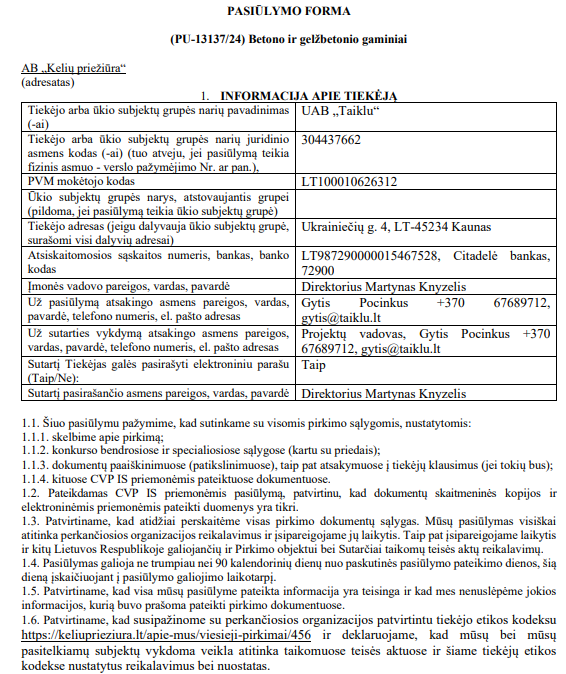 PASIŪLYMO FORMA
(PU-13137/24) Betono ir gelžbetonio gaminiai
AB „Kelių priežiūra“
(adresatas)
1. INFORMACIJA APIE TIEKĖJĄ
Tiekėjo arba ūkio subjektų grupės narių pavadinimas
(-ai)
UAB „Taiklu“
Tiekėjo arba ūkio subjektų grupės narių juridinio
asmens kodas (-ai) (tuo atveju, jei pasiūlymą teikia
fizinis asmuo - verslo pažymėjimo Nr. ar pan.),
304437662
PVM mokėtojo kodas
LT100010626312
Ūkio subjektų grupės narys, atstovaujantis grupei
(pildoma, jei pasiūlymą teikia ūkio subjektų grupė)
Tiekėjo adresas (jeigu dalyvauja ūkio subjektų grupė,
surašomi visi dalyvių adresai)
Ukrainiečių g. 4, LT-45234 Kaunas
Atsiskaitomosios sąskaitos numeris, bankas, banko
kodas
LT987290000015467528, Citadelė bankas,
72900
Įmonės vadovo pareigos, vardas, pavardė
Direktorius Martynas Knyzelis
Už pasiūlymą atsakingo asmens pareigos, vardas,
pavardė, telefono numeris, el. pašto adresas
Gytis Pocinkus +370 67689712,
gytis@taiklu.lt
Už sutarties vykdymą atsakingo asmens pareigos,
vardas, pavardė, telefono numeris, el. pašto adresas
Projektų vadovas, Gytis Pocinkus +370
67689712, gytis@taiklu.lt
Sutartį Tiekėjas galės pasirašyti elektroniniu parašu
(Taip/Ne):
Taip
Sutartį pasirašančio asmens pareigos, vardas, pavardė
Direktorius Martynas Knyzelis
1.1. Šiuo pasiūlymu pažymime, kad sutinkame su visomis pirkimo sąlygomis, nustatytomis:
1.1.1. skelbime apie pirkimą;
1.1.2. konkurso bendrosiose ir specialiosiose sąlygose (kartu su priedais);
1.1.3. dokumentų paaiškinimuose (patikslinimuose), taip pat atsakymuose į tiekėjų klausimus (jei tokių bus);
1.1.4. kituose CVP IS priemonėmis pateiktuose dokumentuose.
1.2. Pateikdamas CVP IS priemonėmis pasiūlymą, patvirtinu, kad dokumentų skaitmeninės kopijos ir
elektroninėmis priemonėmis pateikti duomenys yra tikri.
1.3. Patvirtiname, kad atidžiai perskaitėme visas pirkimo dokumentų sąlygas. Mūsų pasiūlymas visiškai
atitinka perkančiosios organizacijos reikalavimus ir įsipareigojame jų laikytis. Taip pat įsipareigojame laikytis
ir kitų Lietuvos Respublikoje galiojančių ir Pirkimo objektui bei Sutarčiai taikomų teisės aktų reikalavimų.
1.4. Pasiūlymas galioja ne trumpiau nei 90 kalendorinių dienų nuo paskutinės pasiūlymo pateikimo dienos, šią
dieną įskaičiuojant į pasiūlymo galiojimo laikotarpį.
1.5. Patvirtiname, kad visa mūsų pasiūlyme pateikta informacija yra teisinga ir kad mes nenuslėpėme jokios
informacijos, kurią buvo prašoma pateikti pirkimo dokumentuose.
1.6. Patvirtiname, kad susipažinome su perkančiosios organizacijos patvirtintu tiekėjo etikos kodeksu
https://keliuprieziura.lt/apie-mus/viesieji-pirkimai/456 ir deklaruojame, kad mūsų bei mūsų
pasitelkiamų subjektų vykdoma veikla atitinka taikomuose teisės aktuose ir šiame tiekėjų etikos
kodekse nustatytus reikalavimus bei nuostatas.